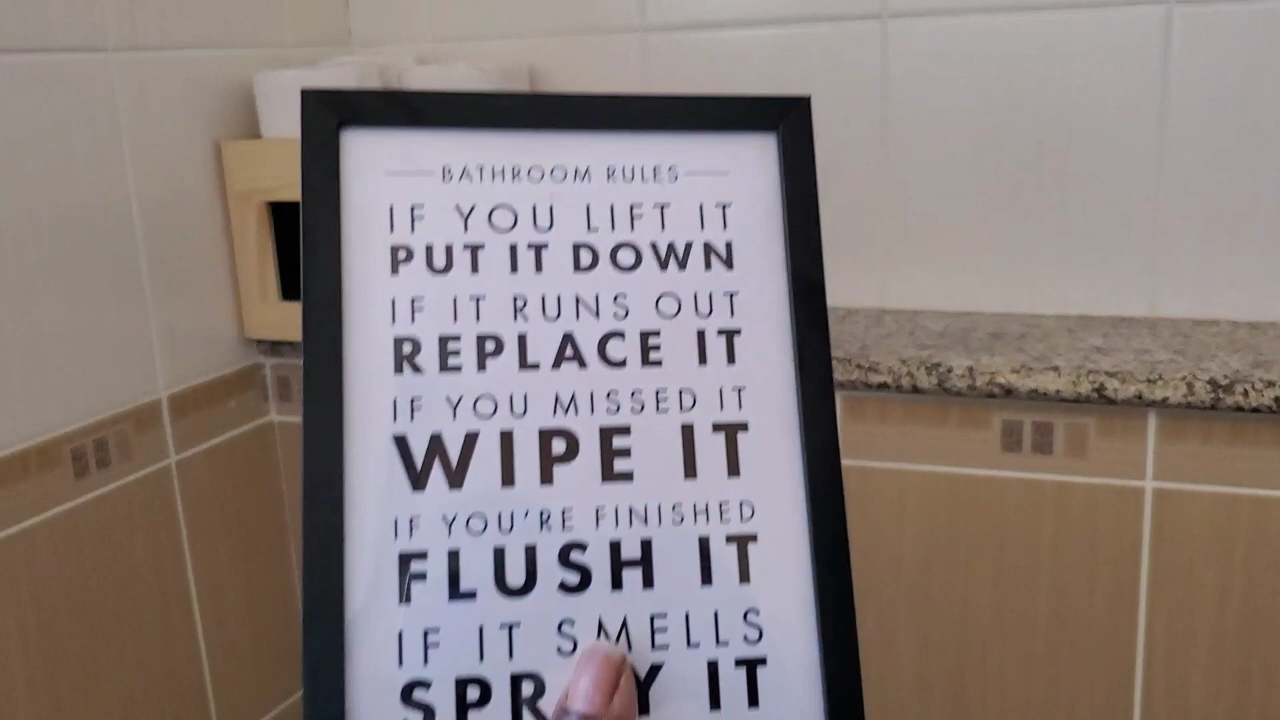 BATHROOM RULES
IF YOU LIFT IT
PUT IT DOWN
IF IT RUNS OUT
REPLACE IT
IF YOU MISSED IT
WIPE IT
IF YOU'RE FINISHED
FLUSH IT
IF IT SMELLS
SPRAY IT